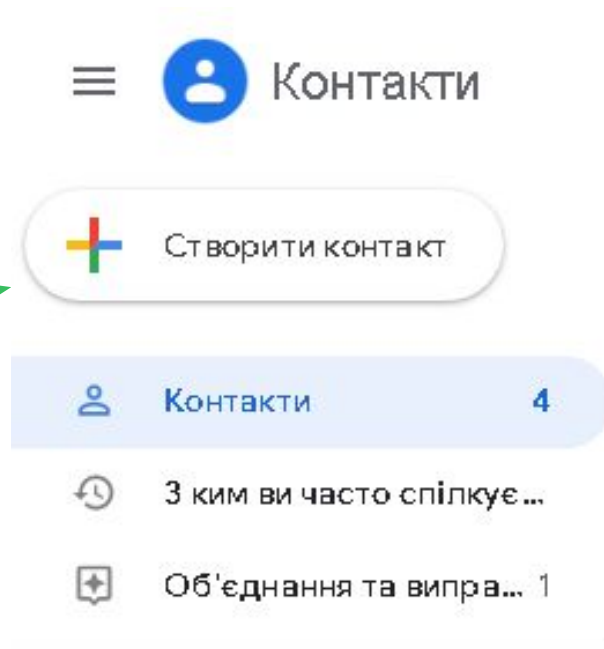 Контакти
Створити контакт
Контакти 4
З ким ви часто спілкує...
Об'єднання та випра... 1